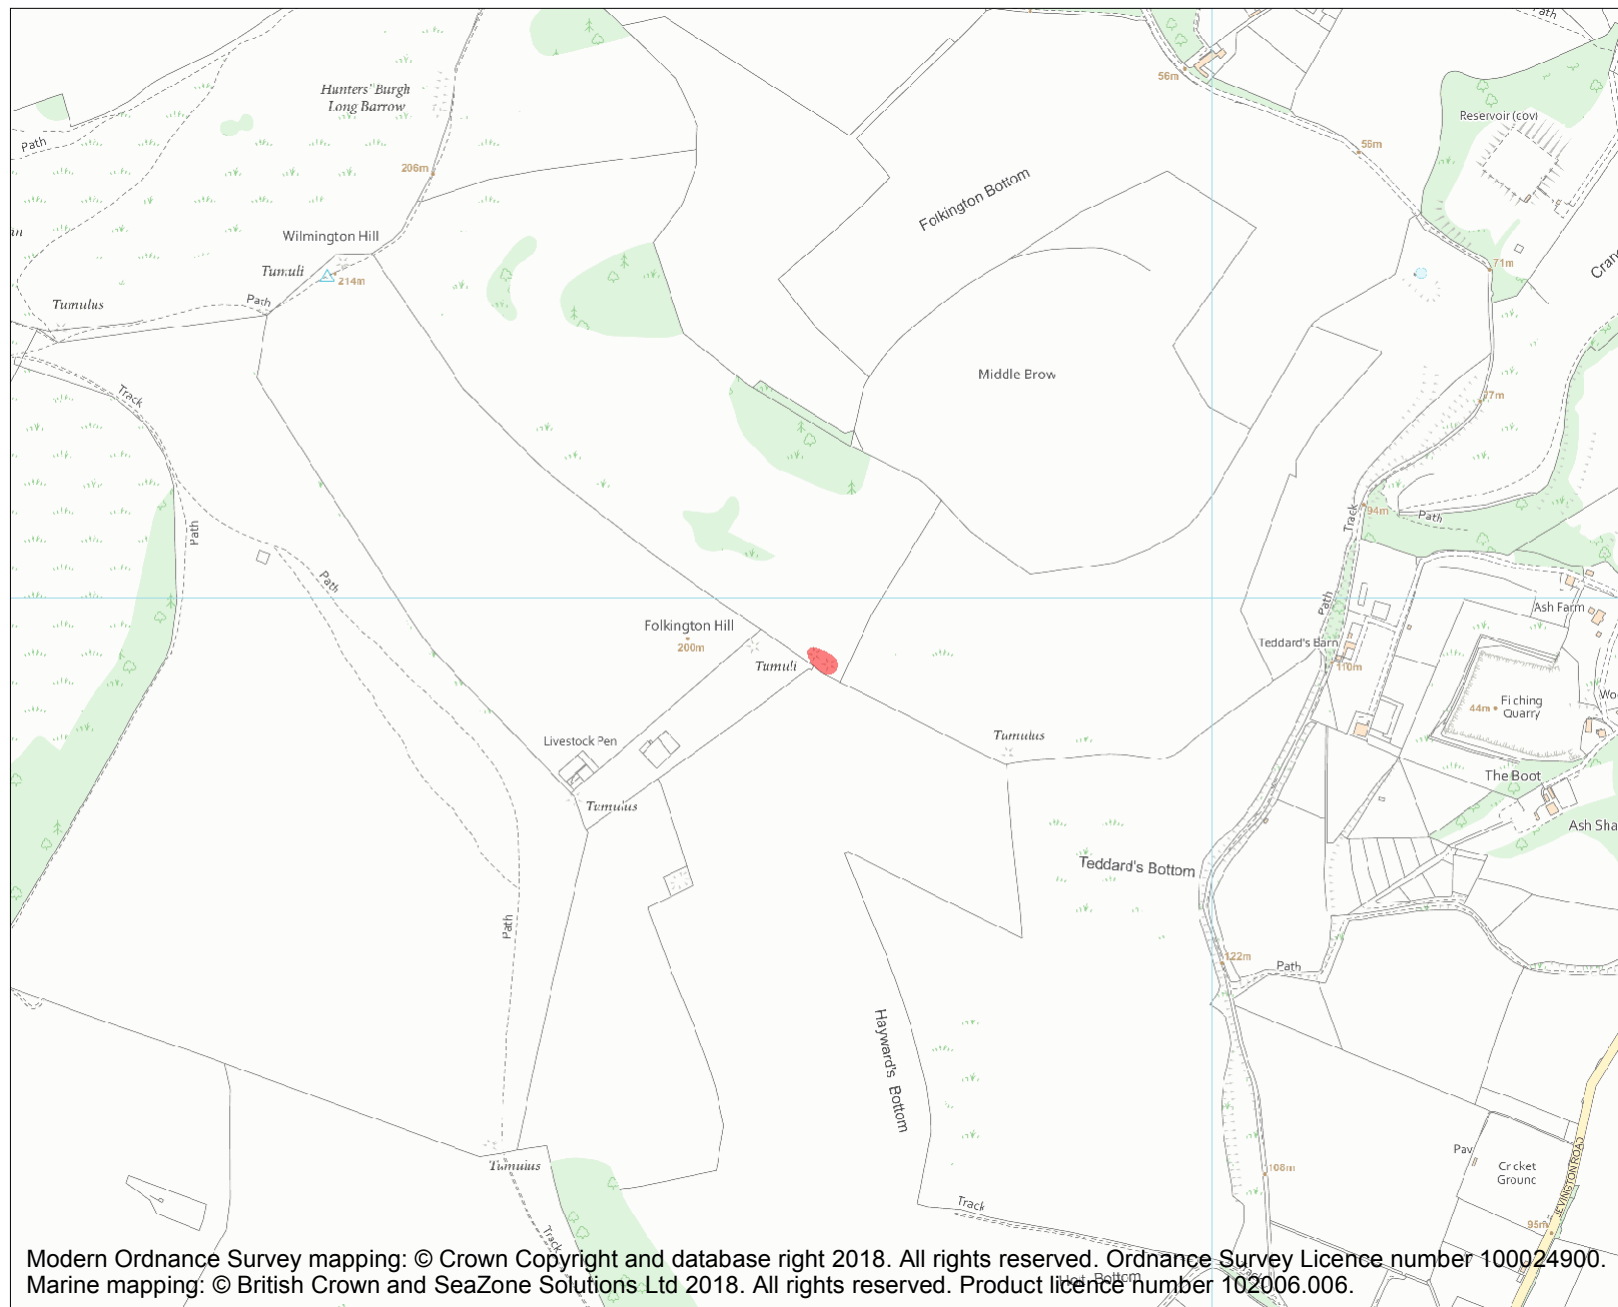 Path
56m
Hunters' Burgh
Long Barrow
Reservoir (cov)
Path
56m
206m
Folkington Bottom
Wilmington Hill
Tumuli
214m
71m
Path
Tumulus
Middle Brow
Track
77m
94m
Path
Track
Path
Path
Path
Ash Farm
Folkington Hill
200m
Teddard's Barn
Tumuli
110m
44m
Filching
Quarry
Tumulus
Livestock Pen
The Boot
Tumulus
Ash Sha
Teddard's Bottom
Path
122m
Path
Hayward's Bottom
Pav
Cricket
Ground
JEVINGTON ROAD
Tumulus
108m
Track
95m
Track
Modern Ordnance Survey mapping: © Crown Copyright and database right 2018. All rights reserved. Ordnance Survey Licence number 100024900.
Marine mapping: © British Crown and SeaZone Solutions Ltd 2018. All rights reserved. Product licence number 102006.006.